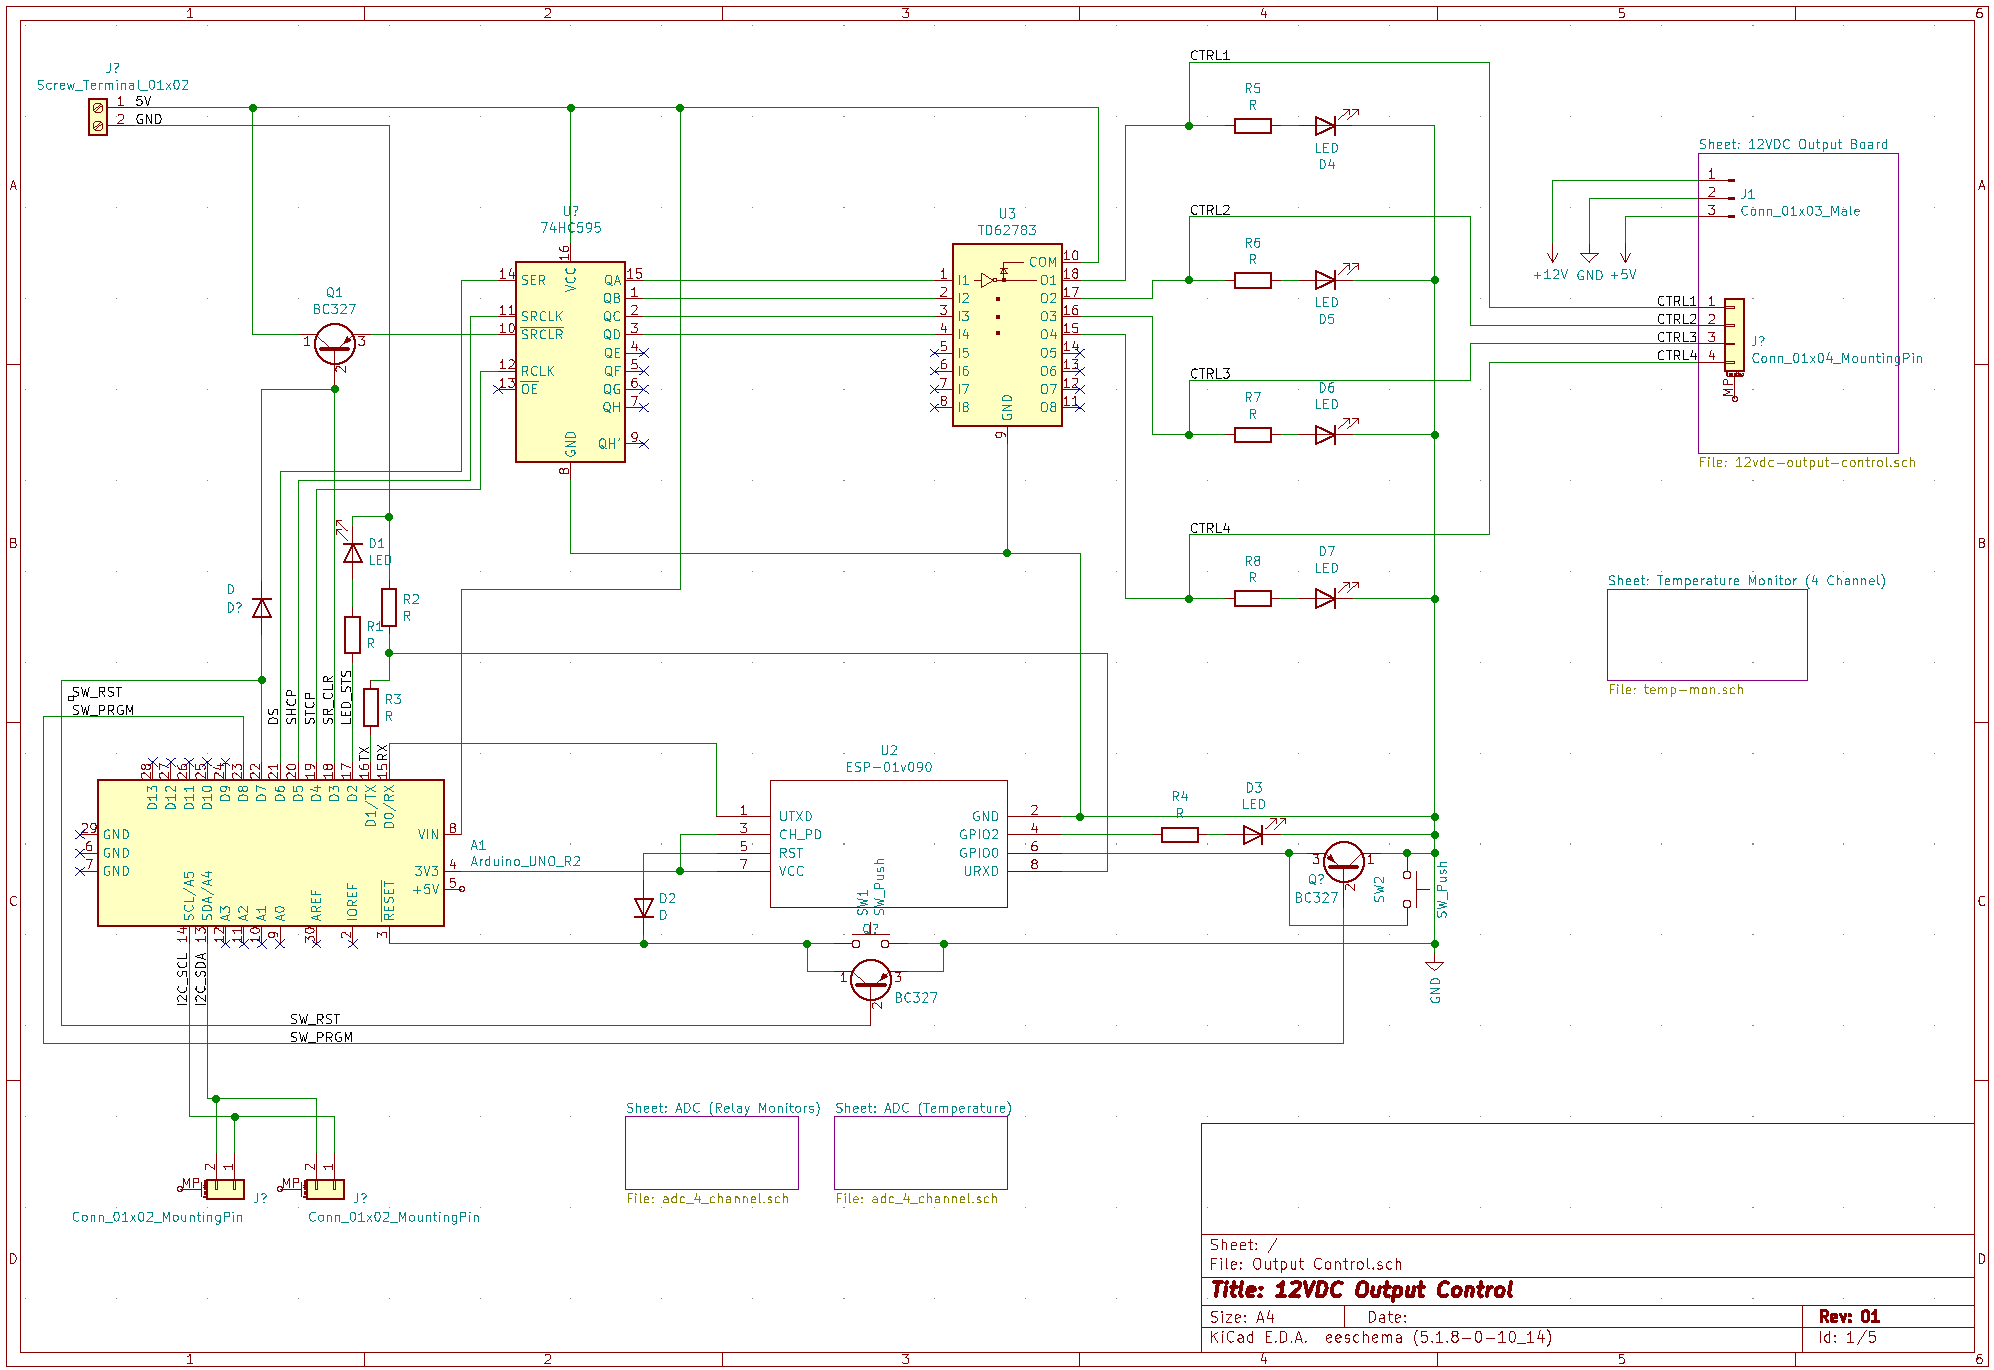 1 2 3 4 5 6
A
B
C
D
J?
Screw_Terminal_01x02
1 5V
2 GND
Q1
BC327
1
3
2
U?
74HC595
16
VCC
14 SER
11 SRCLK
10 SRCLR
12 RCLK
13 OE
QA 15
QB 1
QC 2
QD 3
QE 4
QF 5
QG 6
QH 7
QH' 9
GND
8
U3
TD62783
COM 10
1 I1
2 I2
3 I3
4 I4
5 I5
6 I6
7 I7
8 I8
O1 18
O2 17
O3 16
O4 15
O5 14
O6 13
O7 12
O8 11
GND
9
CTRL1
R5
R
LED
D4
CTRL2
R6
R
LED
D5
CTRL3
R7
R
D6
LED
CTRL4
R8
R
D7
LED
Sheet: 12VDC Output Board
1
2
3
J1
Conn_01x03_Male
+12V GND +5V
CTRL1 1
CTRL2 2
CTRL3 3
CTRL4 4
J?
Conn_01x04_MountingPin
MP
File: 12vdc-output-control.sch
Sheet: Temperature Monitor (4 Channel)
File: temp-mon.sch
D
D?
D1
LED
R1
R
R2
R
R3
R
SW_RST
SW_PRGM
DS
SHCP
STCP
SR_CLR
LED_STS
TX
RX
28 27 26 25 24 23 22 21 20 19 18 17 16 15
D13 D12 D11 D10 D9 D8 D7 D6 D5 D4 D3 D2 D1/TX D0/RX
29 GND
6 GND
7 GND
VIN 8
3V3 4
+5V 5
A1
Arduino_UNO_R2
SCL/A5 SDA/A4 A3 A2 A1 A0 AREF IOREF RESET
14 13 12 11 10 9 30 2 3
I2C_SCL
I2C_SDA
U2
ESP-01v090
1 UTXD
3 CH_PD
5 RST
7 VCC
GND 2
GPIO2 4
GPIO0 6
URXD 8
D2
D
SW1
SW_Push
Q?
BC327
1
3
2
R4
R
D3
LED
3
1
2
Q?
BC327
SW2
SW_Push
GND
SW_RST
SW_PRGM
MP 2 1
J?
Conn_01x02_MountingPin
MP 2 1
J?
Conn_01x02_MountingPin
Sheet: ADC (Relay Monitors)
File: adc_4_channel.sch
Sheet: ADC (Temperature)
File: adc_4_channel.sch
Sheet: /
File: Output Control.sch
Title: 12VDC Output Control
Size: A4 Date: Rev: 01
KiCad E.D.A. eeschema (5.1.8-0-10_14) Id: 1/5
A
B
C
D
1 2 3 4 5 6